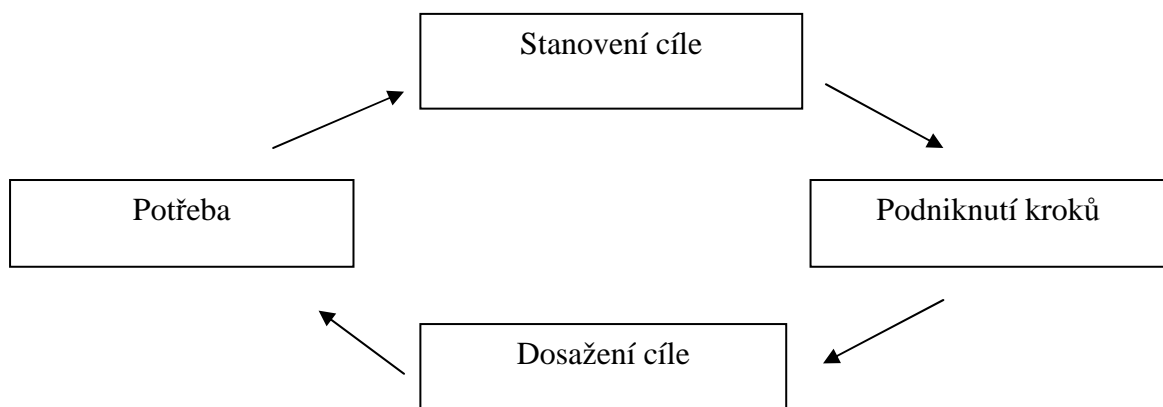 Stanovení cíle
Potřeba
Podniknutí kroků
Dosažení cíle